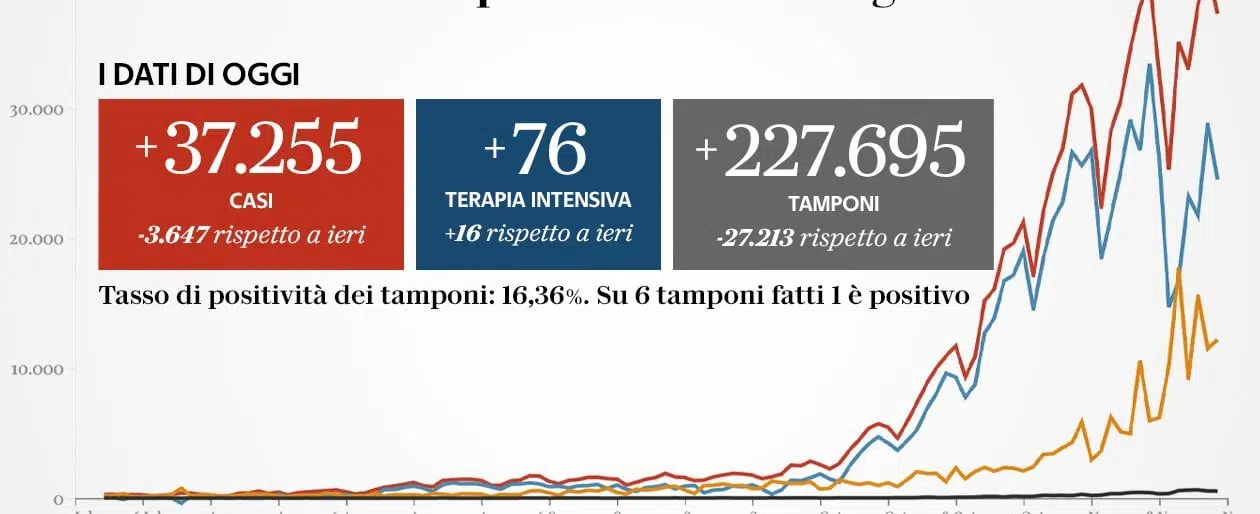 I DATI DI OGGI
30.000
+37.255
CASI
-3.647 rispetto a ieri
+76
TERAPIA INTENSIVA
+16 rispetto a ieri
+227.695
TAMPONI
-27.213 rispetto a ieri
20.000
Tasso di positività dei tamponi: 16,36%. Su 6 tamponi fatti 1 è positivo
10.000
0